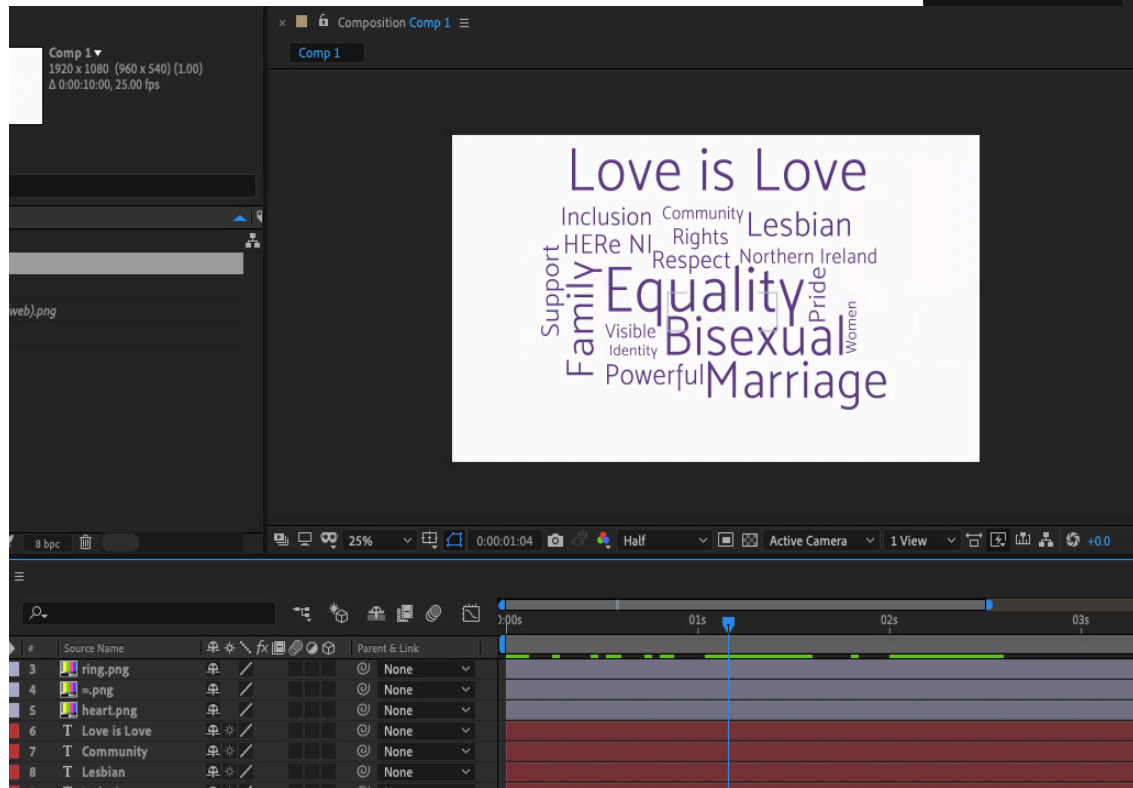 × Composition Comp 1 ≡
Comp 1
Comp 1▼
1920 x 1080 (960 x 540) (1.00)
Δ 0:00:10:00, 25.00 fps
web).png
8 bpc
Love is Love
Inclusion Community Lesbian
HERe NI Rights
Respect Northern Ireland
Support
Family
Equality
Pride
Visible
Identity
Bisexual
Women
Powerful
Marriage
25% 0:00:01:04 Half Active Camera 1 View +0.0
0:00s 01s 02s 03s
# Source Name fx Parent & Link
3 ring.png None
4 =.png None
5 heart.png None
6 T Love is Love None
7 T Community None
8 T Lesbian None